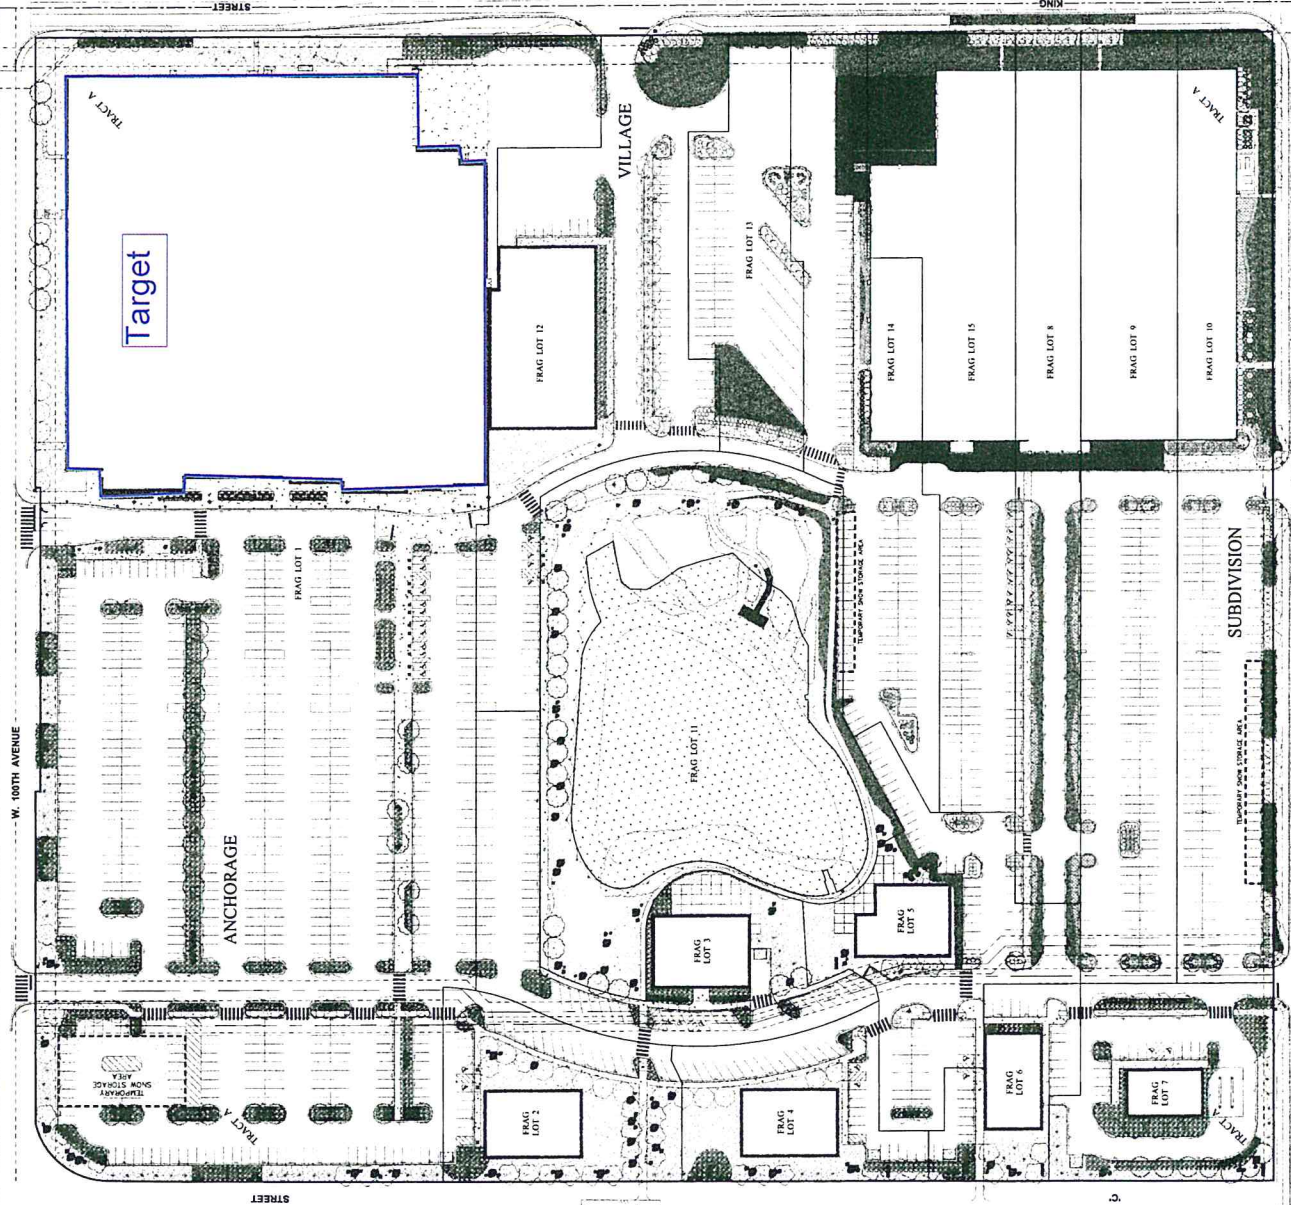 STREET
KING
TRACT A
TRACT A
VILLAGE
Target
FRAG LOT 13
FRAG LOT 12
FRAG LOT 14
FRAG LOT 15
FRAG LOT 8
FRAG LOT 9
FRAG LOT 10
FRAG LOT 1
TEMPORARY SNOW STORAGE AREA
SUBDIVISION
W. 100TH AVENUE
FRAG LOT 11
TEMPORARY SNOW STORAGE AREA
ANCHORAGE
FRAG
LOT 3
FRAG
LOT 5
TEMPORARY
SNOW STORAGE
AREA
TRACT A
FRAG
LOT 2
FRAG
LOT 4
FRAG
LOT 6
FRAG
LOT 7
TRACT A
STREET
'C'